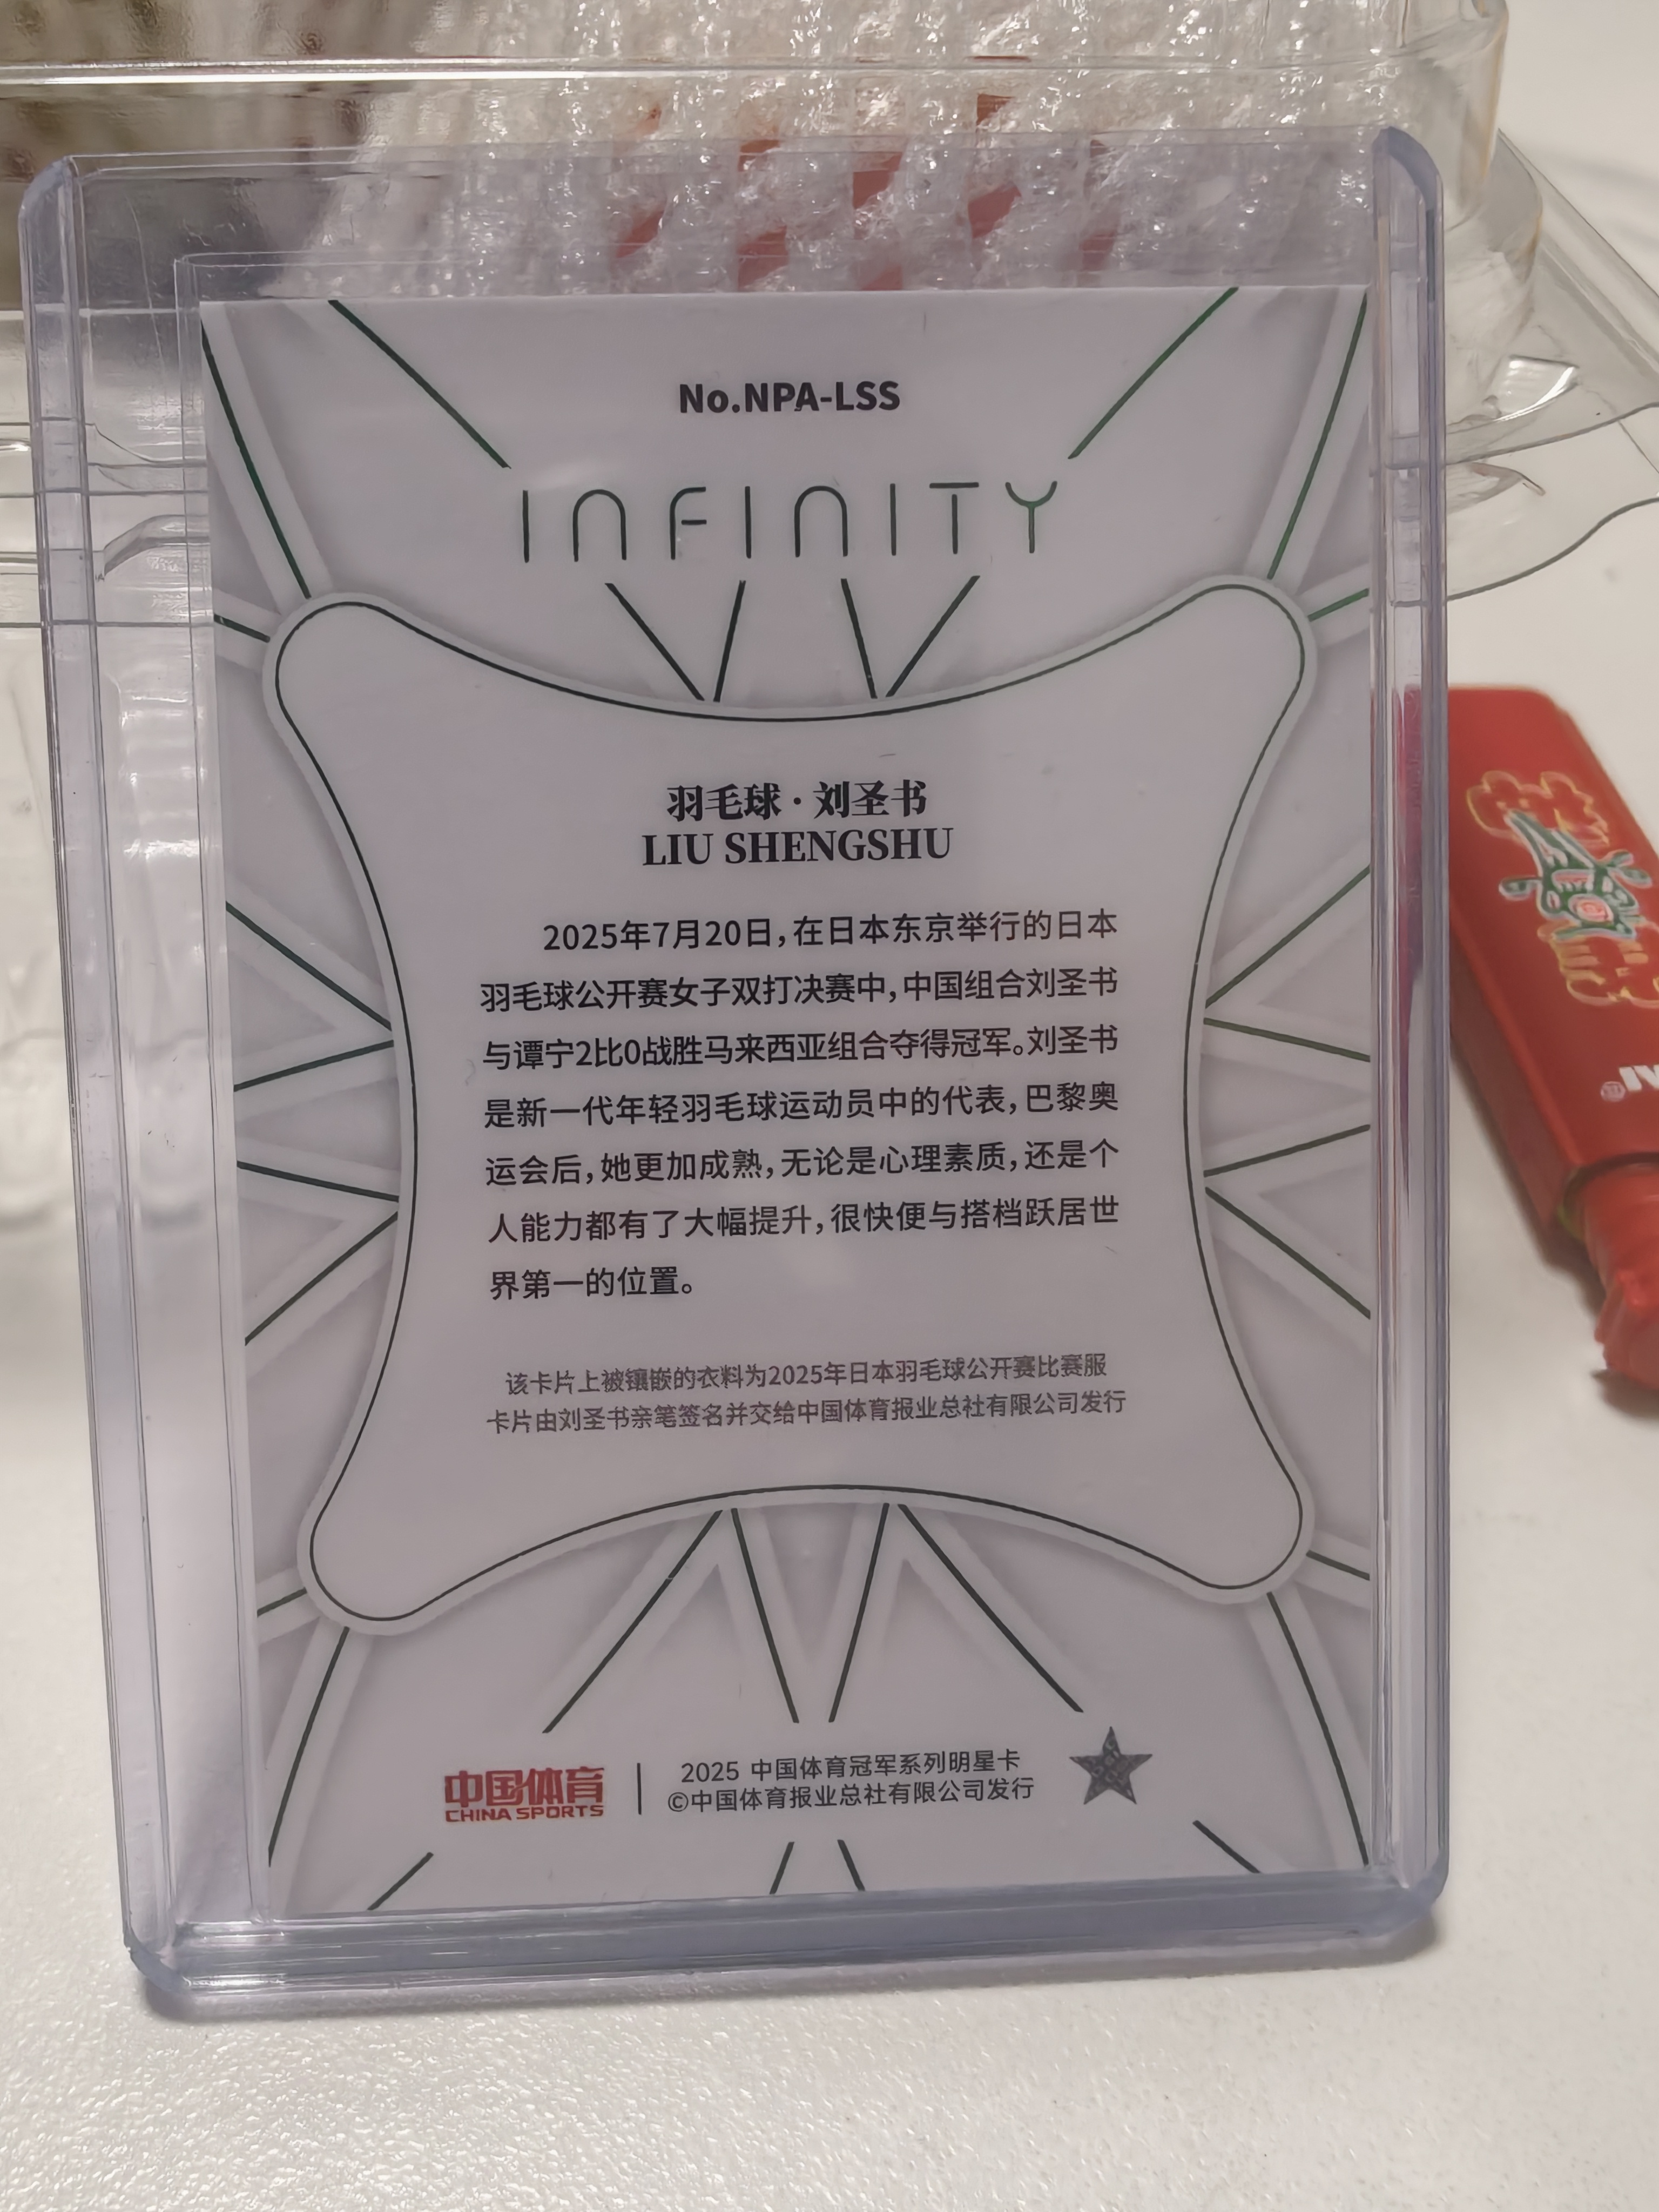 No.NPA-LSS
INFINITY
羽毛球·刘圣书
LIU SHENGSHU
2025年7月20日，在日本东京举行的日本
羽毛球公开赛女子双打决赛中，中国组合刘圣书
与谭宁2比0战胜马来西亚组合夺得冠军。刘圣书
是新一代年轻羽毛球运动员中的代表，巴黎奥
运会后，她更加成熟，无论是心理素质，还是个
人能力都有了大幅提升，很快便与搭档跃居世
界第一的位置。
该卡片上被镶嵌的衣料为2025年日本羽毛球公开赛比赛服
卡片由刘圣书亲笔签名并交给中国体育报业总社有限公司发行
中国体育
CHINA SPORTS
2025 中国体育冠军系列明星卡
©中国体育报业总社有限公司发行